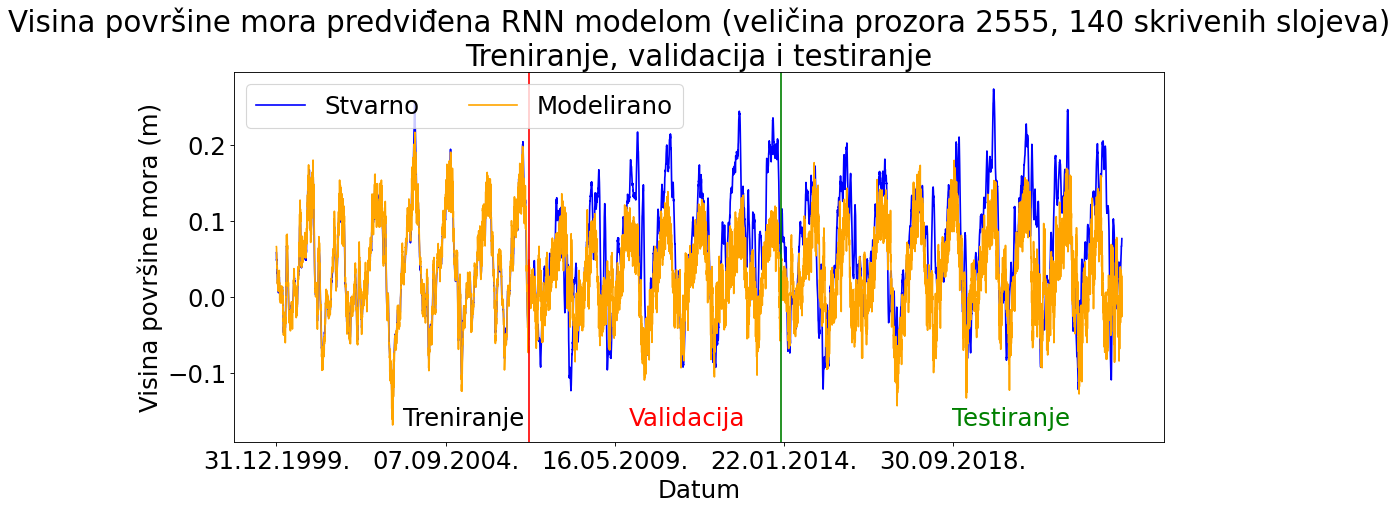 Visina površine mora predviđena RNN modelom (veličina prozora 2555, 140 skrivenih slojeva)
Treniranje, validacija i testiranje
Stvarno
Modelirano
Visina površine mora (m)
0.2
0.1
0.0
−0.1
Treniranje
Validacija
Testiranje
31.12.1999.
07.09.2004.
16.05.2009.
22.01.2014.
30.09.2018.
Datum